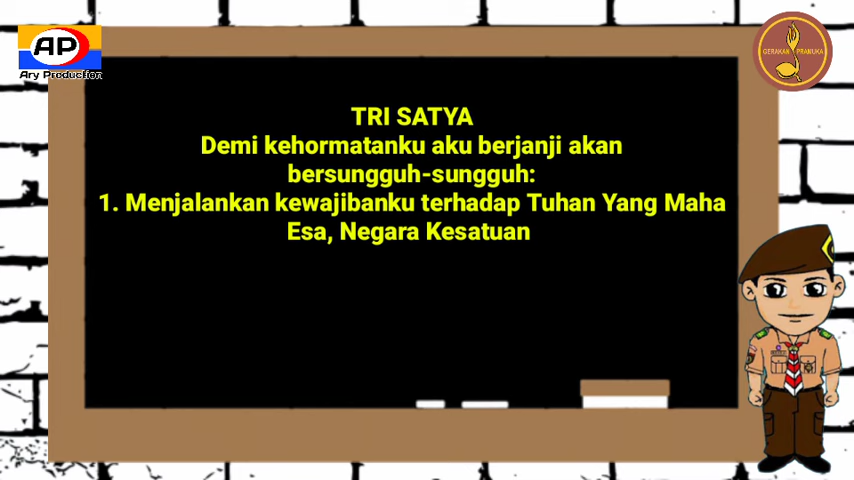 AP
Ary Production
GERAKAN PRAMUKA
TRI SATYA
Demi kehormatanku aku berjanji akan
bersungguh-sungguh:
1. Menjalankan kewajibanku terhadap Tuhan Yang Maha
Esa, Negara Kesatuan